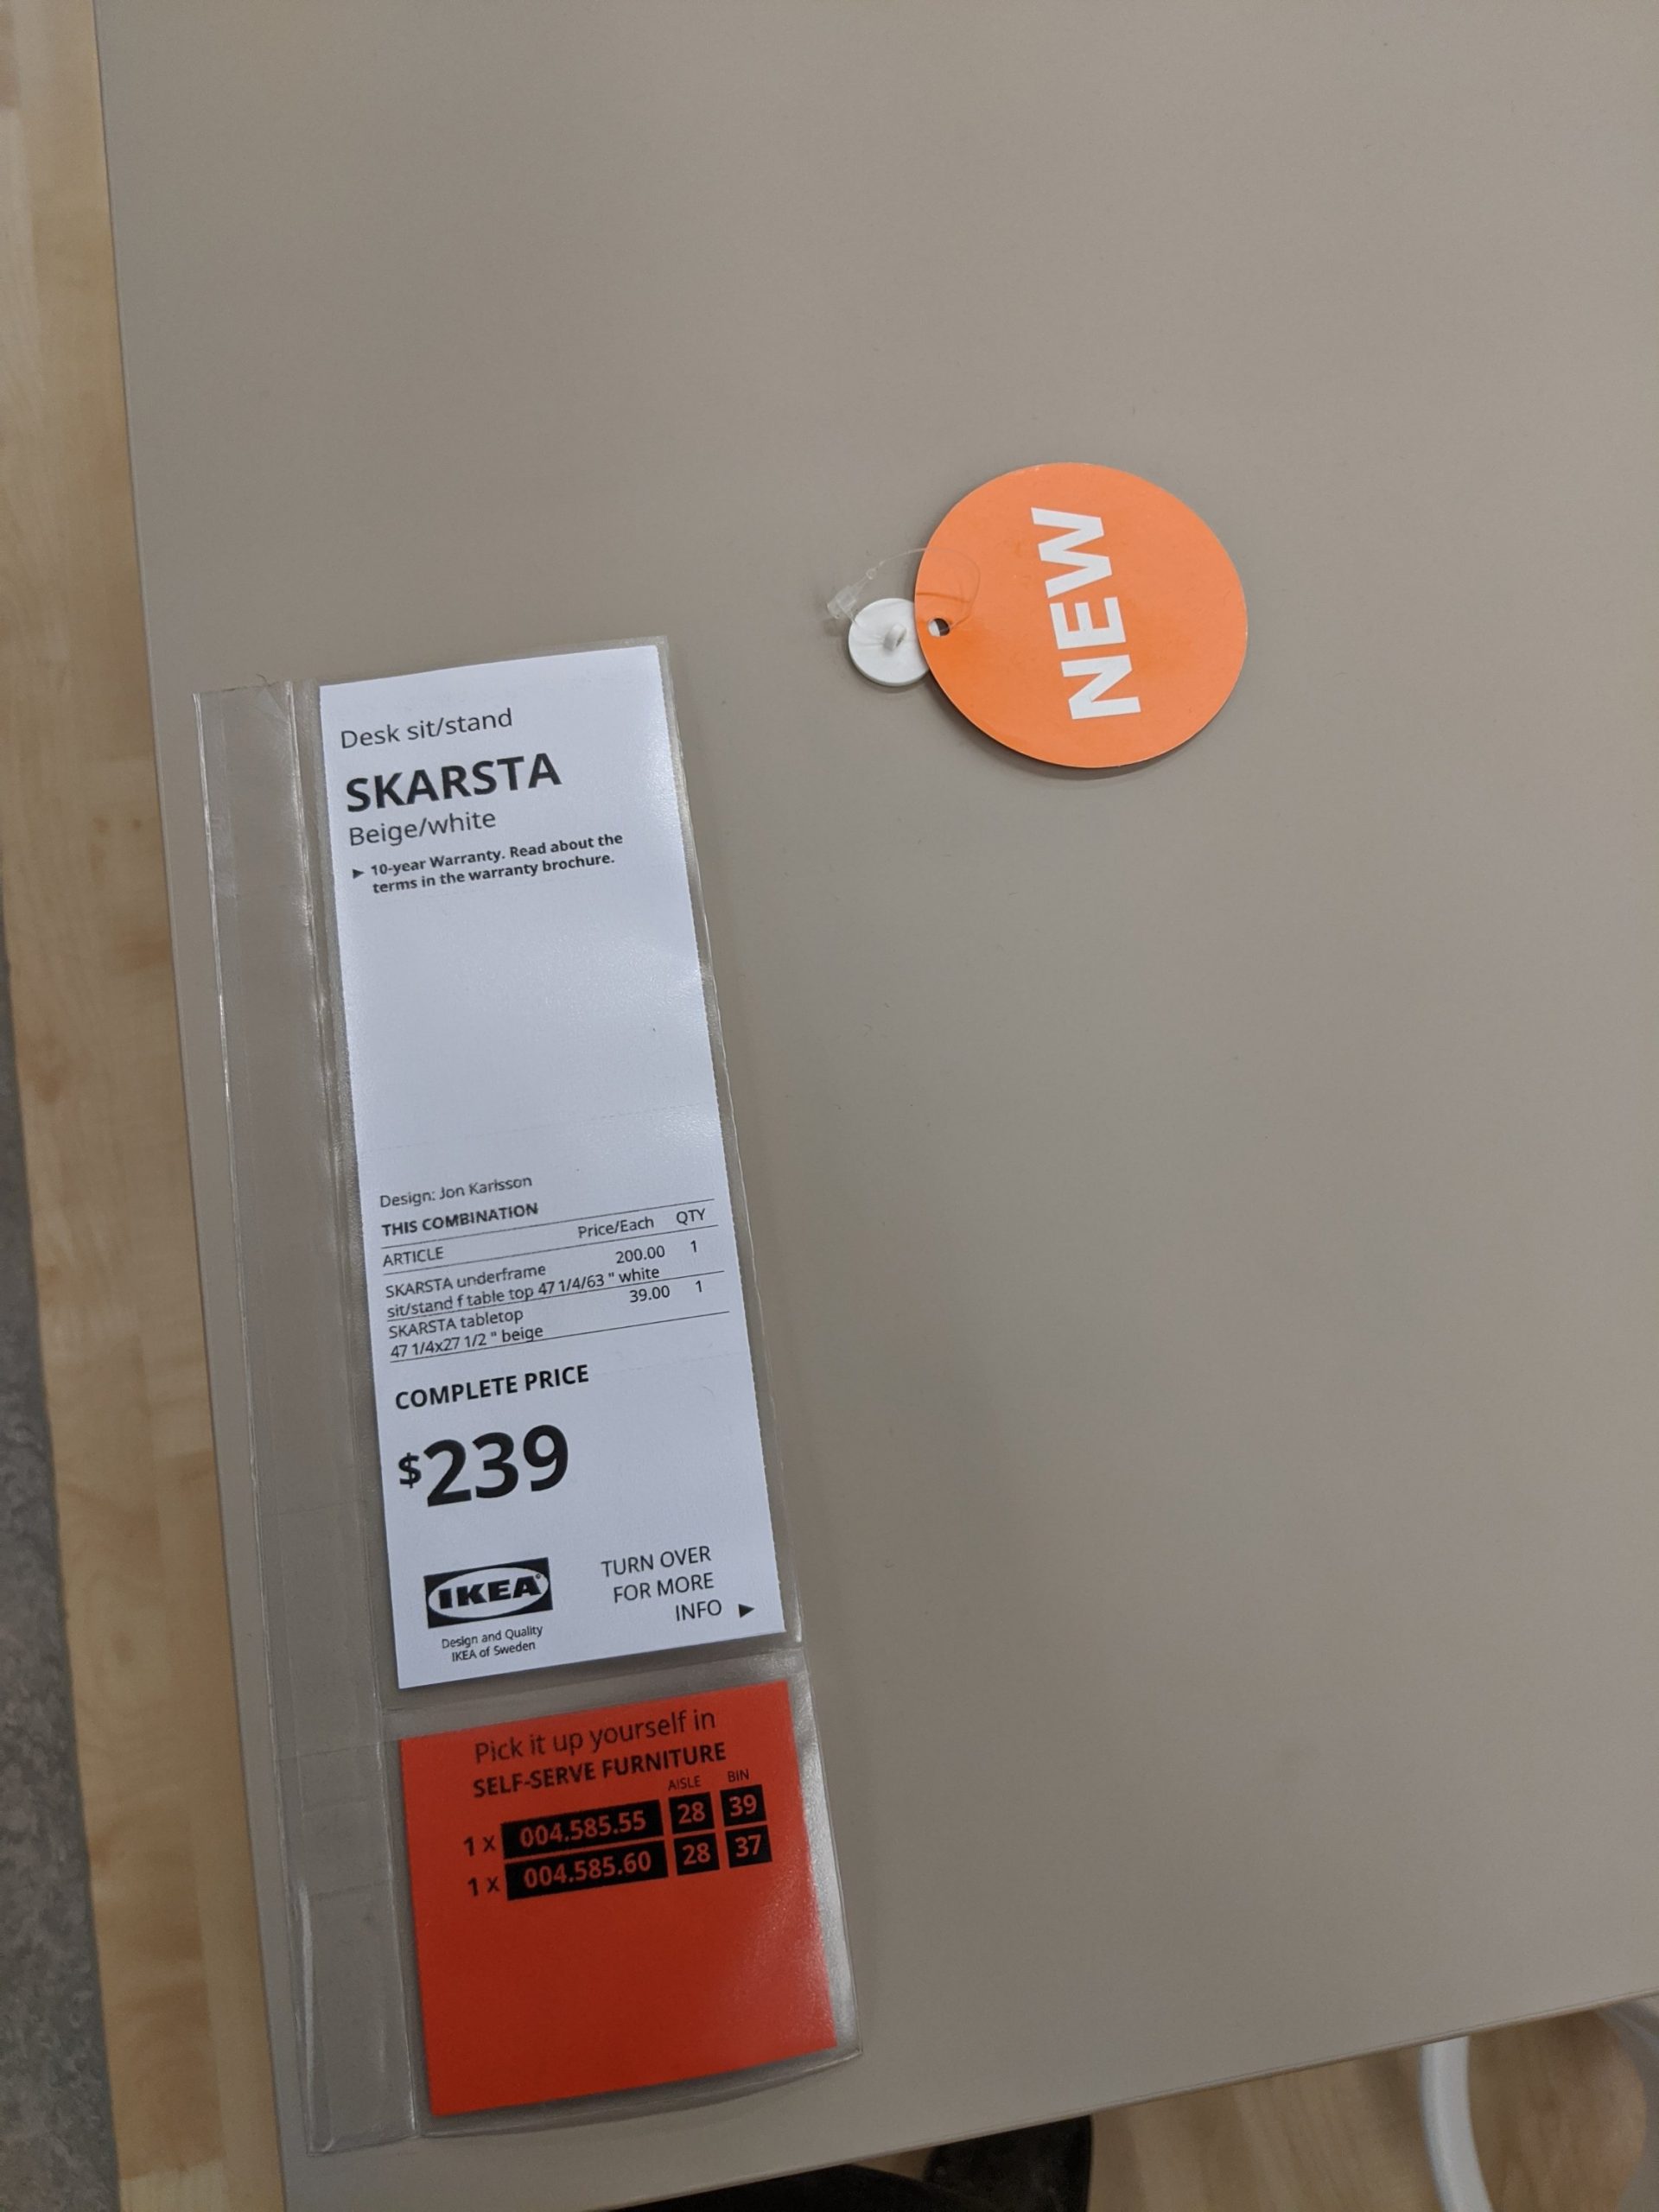 NEW
Desk sit/stand
SKARSTA
Beige/white
► 10-year Warranty. Read about the
terms in the warranty brochure.
Design: Jon Karlsson
THIS COMBINATION
ARTICLE Price/Each QTY
SKARSTA underframe 200.00 1
sit/stand f table top 47 1/4/63 " white
SKARSTA tabletop 39.00 1
47 1/4x27 1/2 " beige
COMPLETE PRICE
$239
IKEA®
Design and Quality
IKEA of Sweden
TURN OVER
FOR MORE
INFO ►
Pick it up yourself in
SELF-SERVE FURNITURE
AISLE BIN
1 x 004.585.55 28 39
1 x 004.585.60 28 37